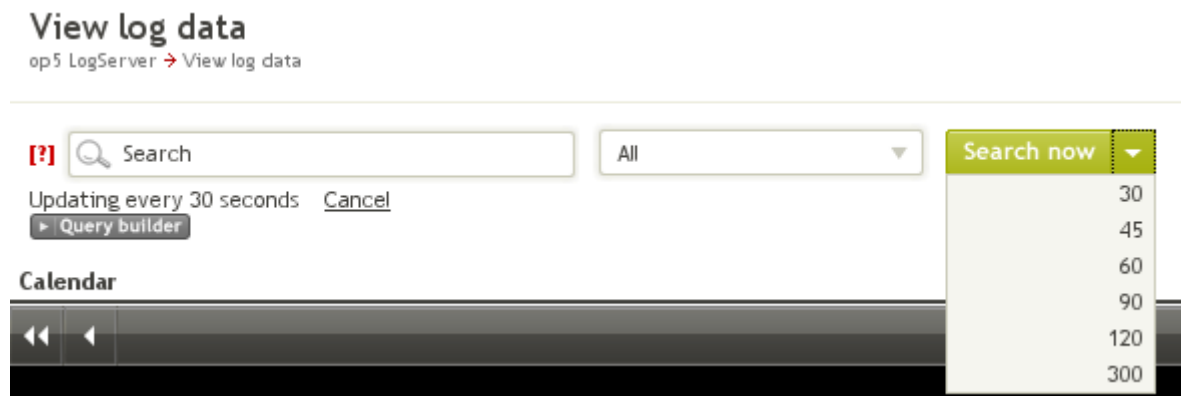 View log data
op5 LogServer → View log data
[?] Search All Search now
Updating every 30 seconds Cancel
Query builder
Calendar
30
45
60
90
120
300